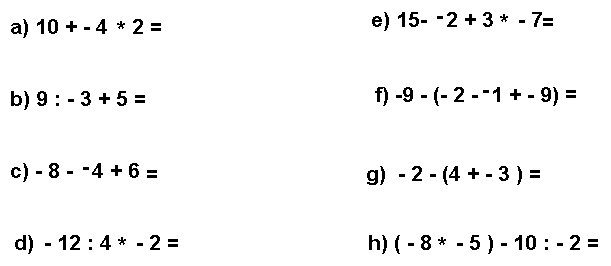 a) 10 + - 4 * 2 =
b) 9 : - 3 + 5 =
c) - 8 - -4 + 6 =
d) - 12 : 4 * - 2 =
e) 15- -2 + 3 * - 7=
f) -9 - (- 2 - -1 + - 9) =
g) - 2 - (4 + - 3 ) =
h) ( - 8 * - 5 ) - 10 : - 2 =